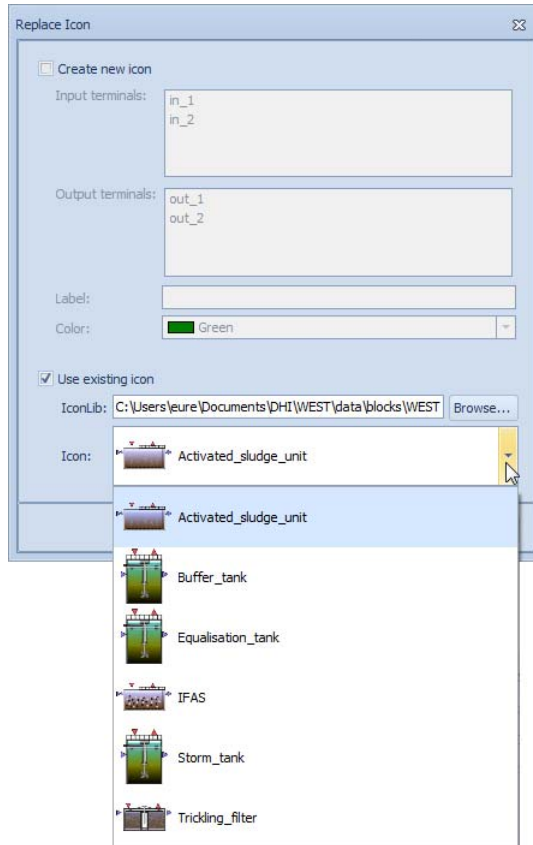 Replace Icon
Create new icon
Input terminals:
in_1
in_2
Output terminals:
out_1
out_2
Label:
Color:
Green
Use existing icon
IconLib: C:\Users\eure\Documents\DHI\WEST\data\blocks\WEST Browse...
Icon: Activated_sludge_unit
Activated_sludge_unit
Buffer_tank
Equalisation_tank
IFAS
Storm_tank
Trickling_filter